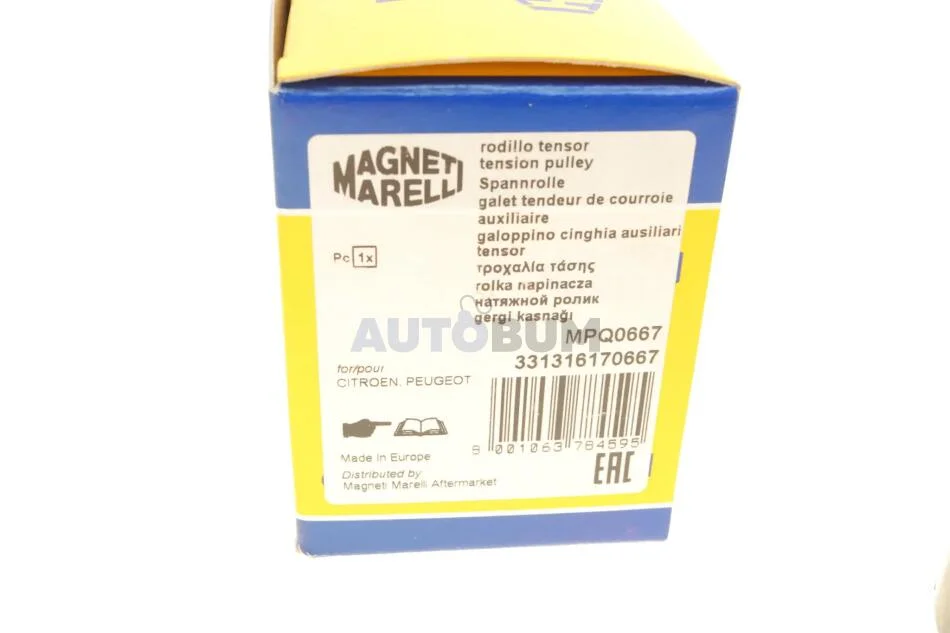 MAGNETI
MARELLI
Pc 1x
rodillo tensor
tension pulley
Spannrolle
galet tendeur de courroie
auxiliaire
galoppino cinghia ausiliari
tensor
τροχαλία τάσης
rolka napinacza
натяжной ролик
gergi kasnağı
AUTOBUM
MPQ0667
331316170667
for/pour
CITROEN, PEUGEOT
8 001063 784595
Made in Europe
Distributed by
Magneti Marelli Aftermarket
EAC